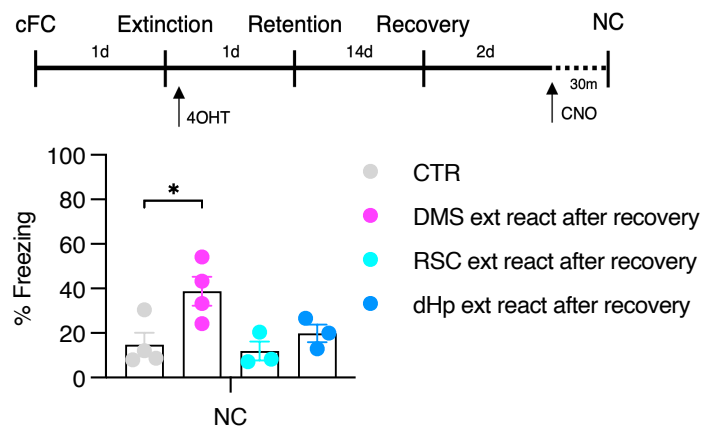 cFC Extinction Retention Recovery NC
1d 1d 14d 2d
30m
4OHT CNO
100
80
60
40
20
0
% Freezing
*
NC
CTR
DMS ext react after recovery
RSC ext react after recovery
dHp ext react after recovery